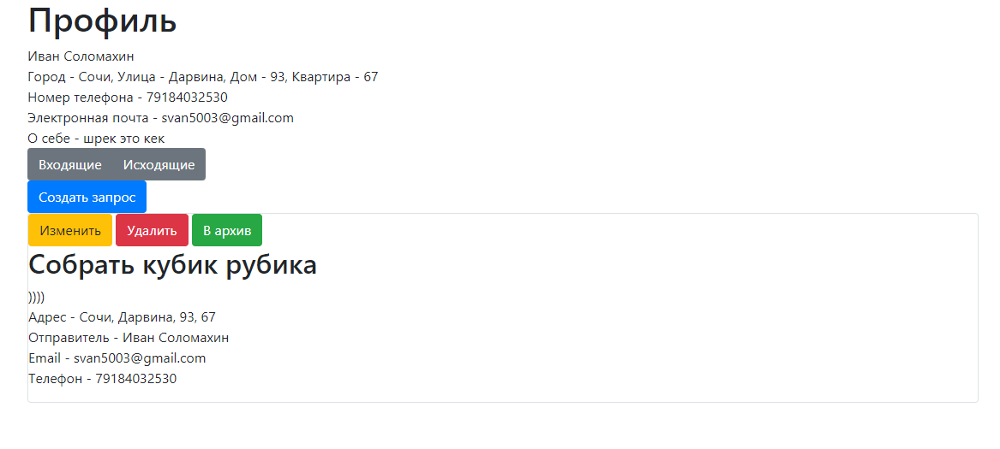 Профиль
Иван Соломахин
Город - Сочи, Улица - Дарвина, Дом - 93, Квартира - 67
Номер телефона - 79184032530
Электронная почта - svan5003@gmail.com
О себе - шрек это кек
Входящие Исходящие
Создать запрос
Изменить Удалить В архив
Собрать кубик рубика
))))
Адрес - Сочи, Дарвина, 93, 67
Отправитель - Иван Соломахин
Email - svan5003@gmail.com
Телефон - 79184032530